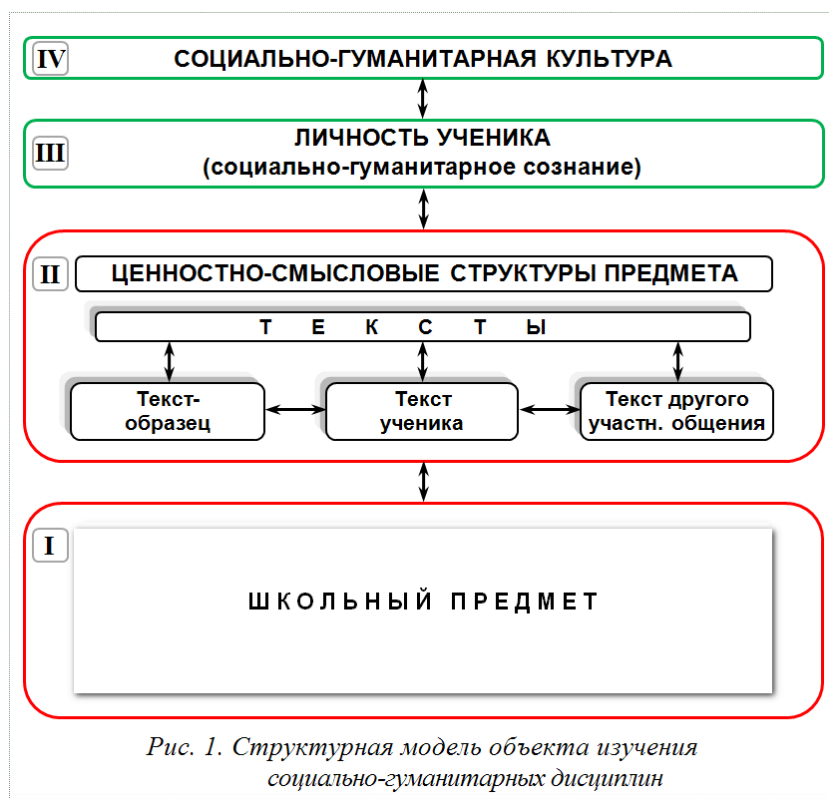 IV СОЦИАЛЬНО-ГУМАНИТАРНАЯ КУЛЬТУРА
III ЛИЧНОСТЬ УЧЕНИКА
(социально-гуманитарное сознание)
II ЦЕННОСТНО-СМЫСЛОВЫЕ СТРУКТУРЫ ПРЕДМЕТА
Т Е К С Т Ы
Текст-
образец
Текст
ученика
Текст другого
участн. общения
I
ШКОЛЬНЫЙ ПРЕДМЕТ
Рис. 1. Структурная модель объекта изучения
социально-гуманитарных дисциплин